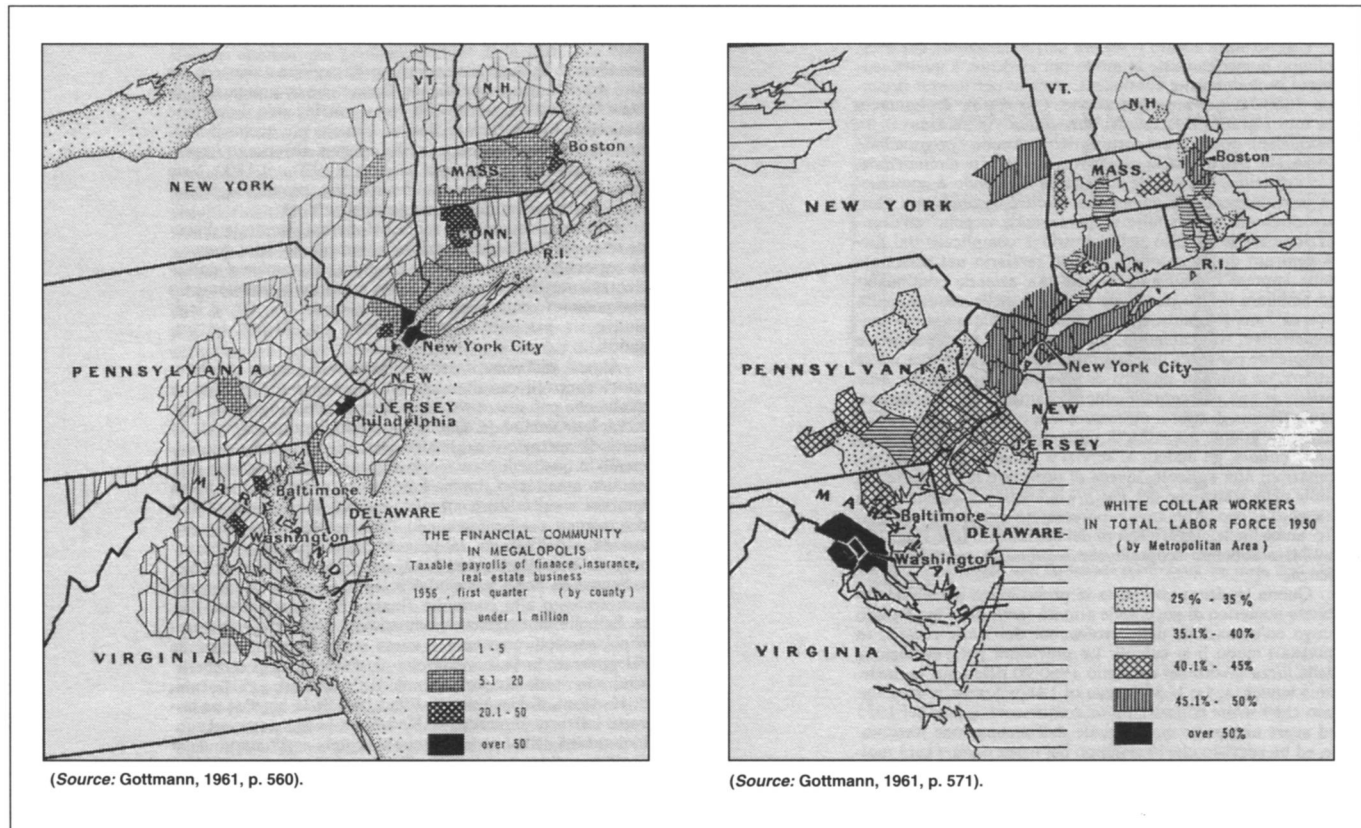 VT.
N.H.
Boston
MASS.
NEW YORK
CONN.
R.I.
New York City
PENNSYLVANIA
NEW
JERSEY
Philadelphia
MARYLAND
Baltimore
DELAWARE
Washington
VIRGINIA
THE FINANCIAL COMMUNITY
IN MEGALOPOLIS
Taxable payrolls of finance, insurance,
real estate business
1956, first quarter (by county)
under 1 million
1 - 5
5.1 20
20.1 - 50
over 50
(Source: Gottmann, 1961, p. 560).
VT.
N.H.
Boston
MASS.
NEW YORK
CONN.
R.I.
New York City
PENNSYLVANIA
NEW
JERSEY
MARYLAND
Baltimore
DELAWARE
Washington
VIRGINIA
WHITE COLLAR WORKERS
IN TOTAL LABOR FORCE 1950
(by Metropolitan Area)
25% - 35%
35.1% - 40%
40.1% - 45%
45.1% - 50%
over 50%
(Source: Gottmann, 1961, p. 571).